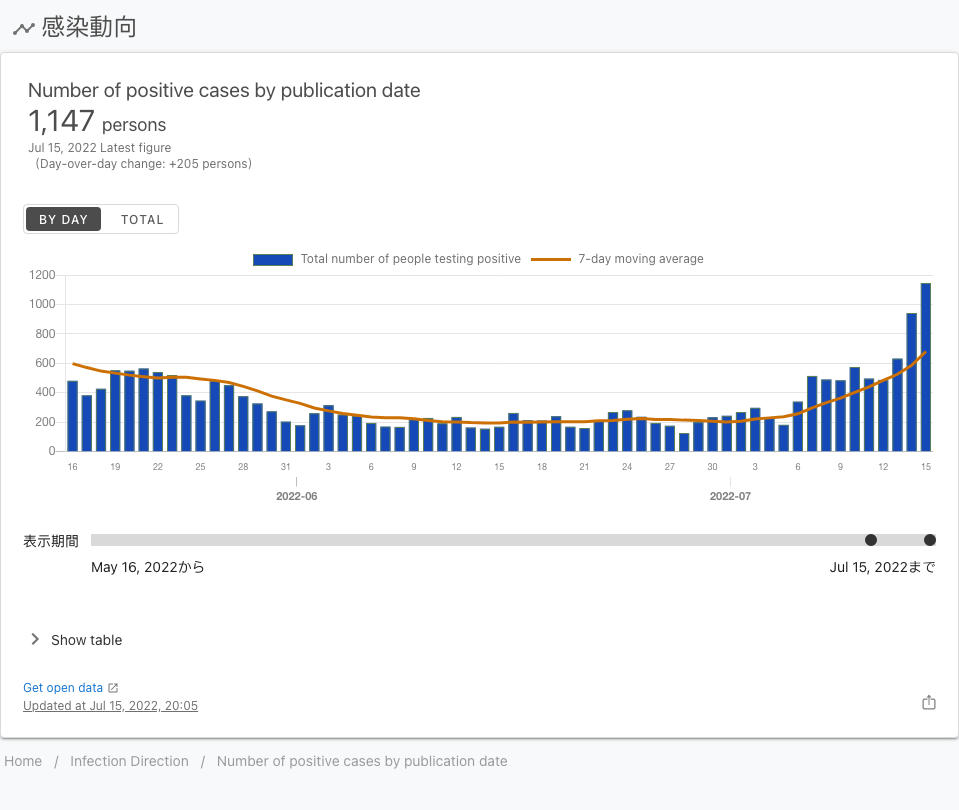 感染動向
Number of positive cases by publication date
1,147 persons
Jul 15, 2022 Latest figure
(Day-over-day change: +205 persons)
BY DAY TOTAL
Total number of people testing positive 7-day moving average
1200
1000
800
600
400
200
0
16 19 22 25 28 31 3 6 9 12 15 18 21 24 27 30 3 6 9 12 15
2022-06 2022-07
表示期間
May 16, 2022から Jul 15, 2022まで
Show table
Get open data
Updated at Jul 15, 2022, 20:05
Home / Infection Direction / Number of positive cases by publication date